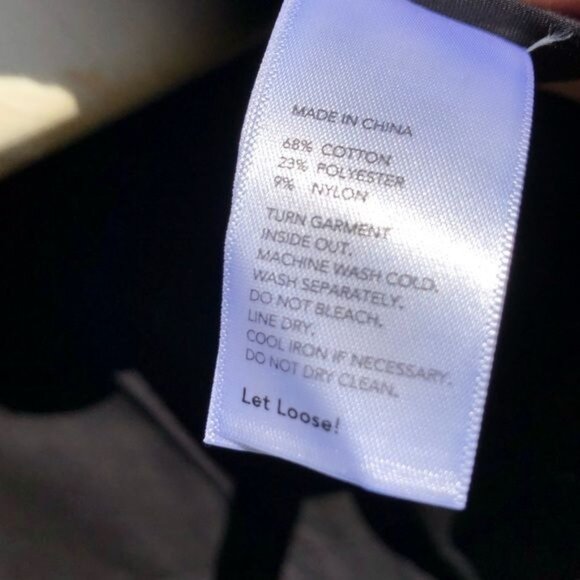 MADE IN CHINA
68% COTTON
23% POLYESTER
9% NYLON
TURN GARMENT
INSIDE OUT.
MACHINE WASH COLD.
WASH SEPARATELY.
DO NOT BLEACH.
LINE DRY.
COOL IRON IF NECESSARY.
DO NOT DRY CLEAN.
Let Loose!